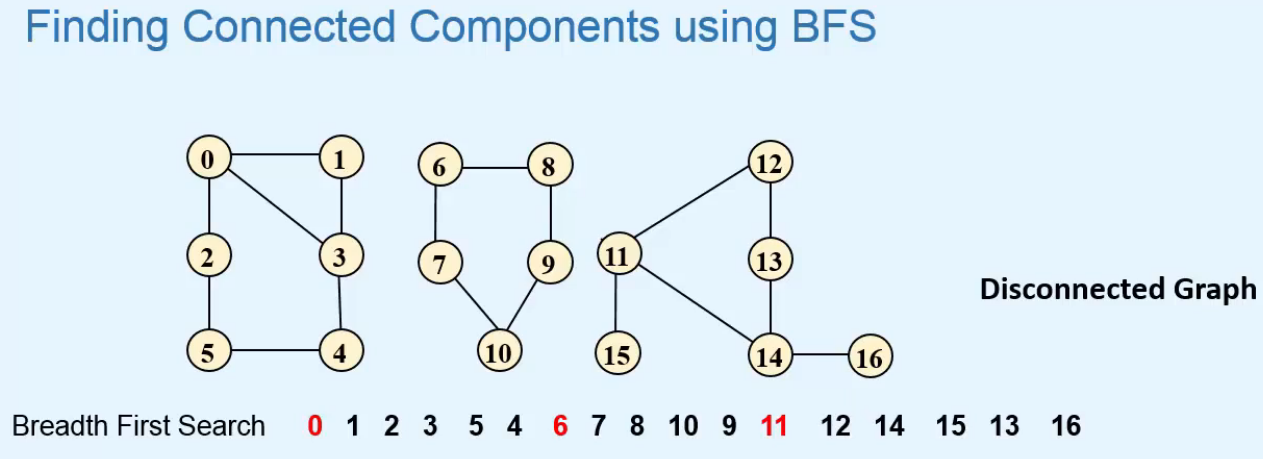 Finding Connected Components using BFS
0 1 6 8 12
2 3 7 9 11 13
Disconnected Graph
5 4 10 15 14 16
Breadth First Search 0 1 2 3 5 4 6 7 8 10 9 11 12 14 15 13 16